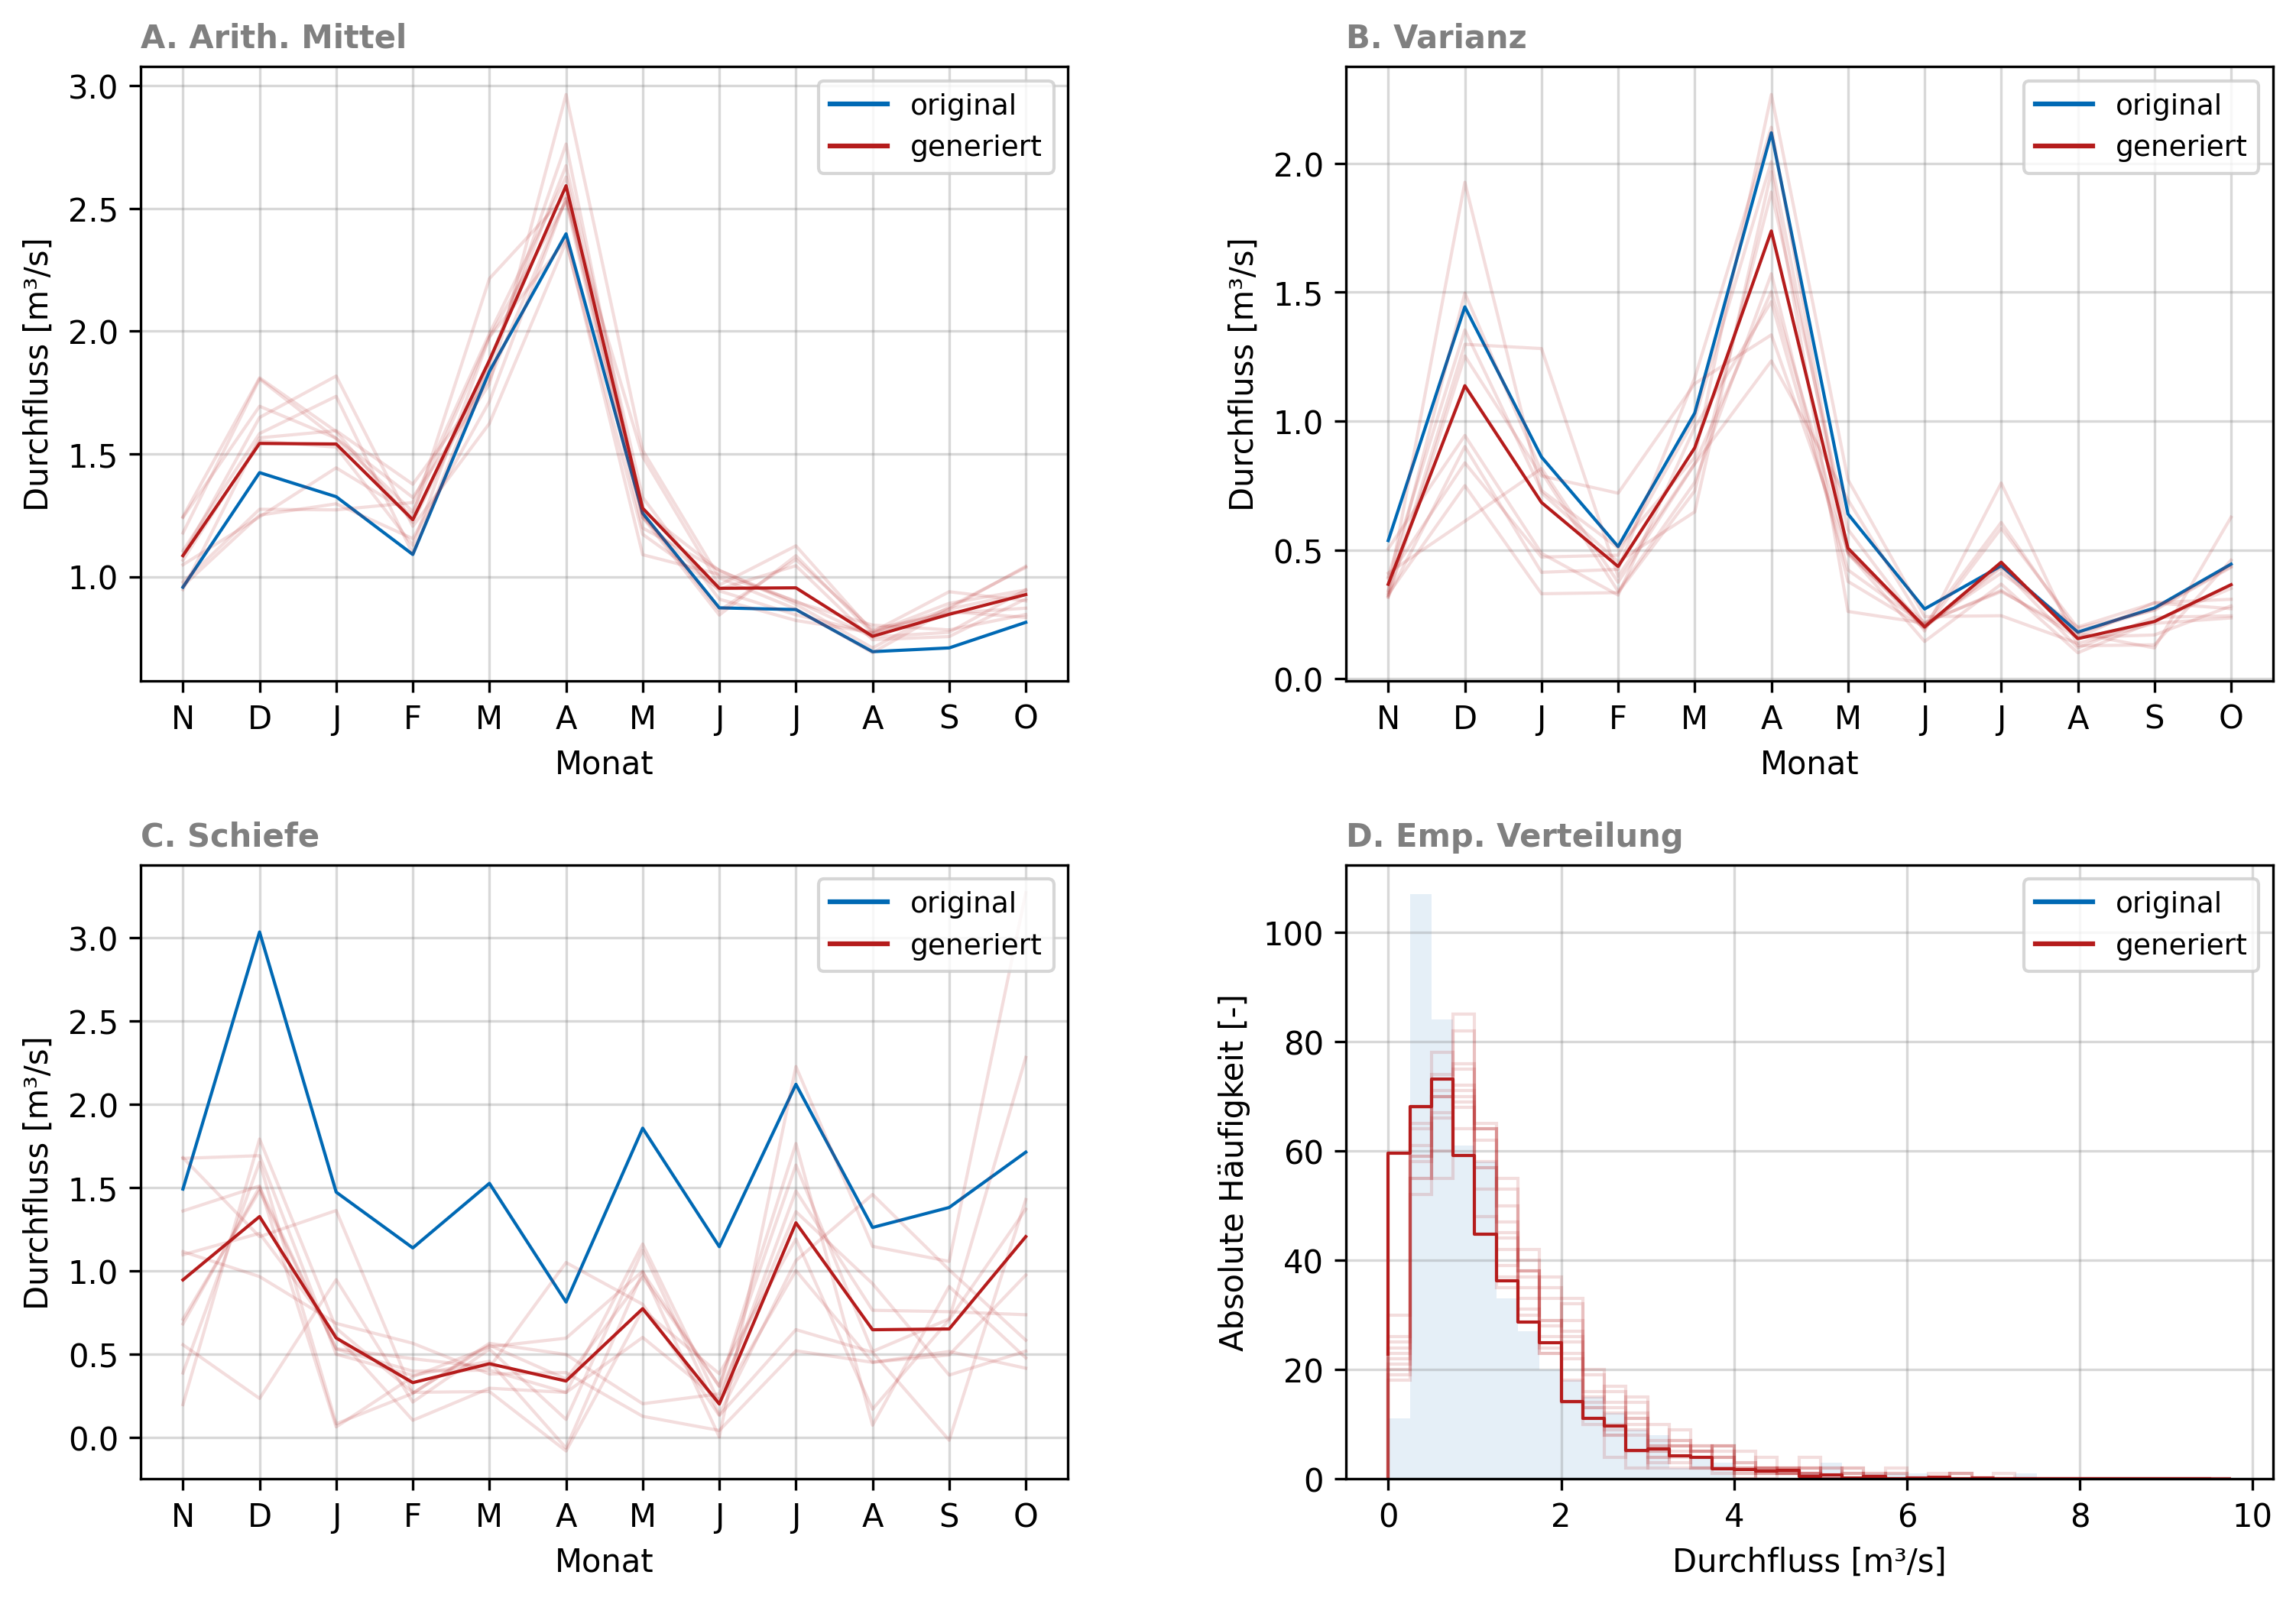 A. Arith. Mittel
3.0
2.5
2.0
1.5
1.0
Durchfluss [m³/s]
original
generiert
N D J F M A M J J A S O
Monat
B. Varianz
2.0
1.5
1.0
0.5
0.0
Durchfluss [m³/s]
original
generiert
N D J F M A M J J A S O
Monat
C. Schiefe
3.0
2.5
2.0
1.5
1.0
0.5
0.0
Durchfluss [m³/s]
original
generiert
N D J F M A M J J A S O
Monat
D. Emp. Verteilung
100
80
60
40
20
0
Absolute Häufigkeit [-]
original
generiert
0 2 4 6 8 10
Durchfluss [m³/s]